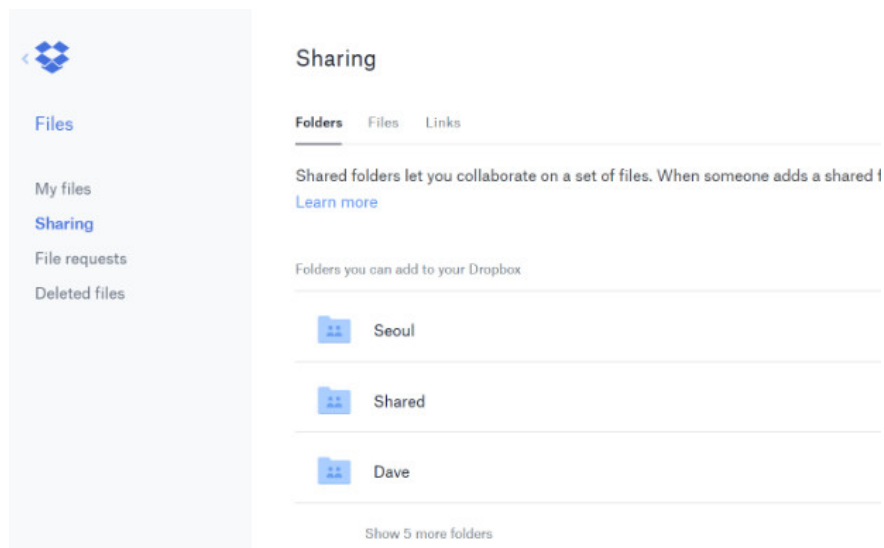 Files
My files
Sharing
File requests
Deleted files
Sharing
Folders Files Links
Shared folders let you collaborate on a set of files. When someone adds a shared
Learn more
Folders you can add to your Dropbox
Seoul
Shared
Dave
Show 5 more folders